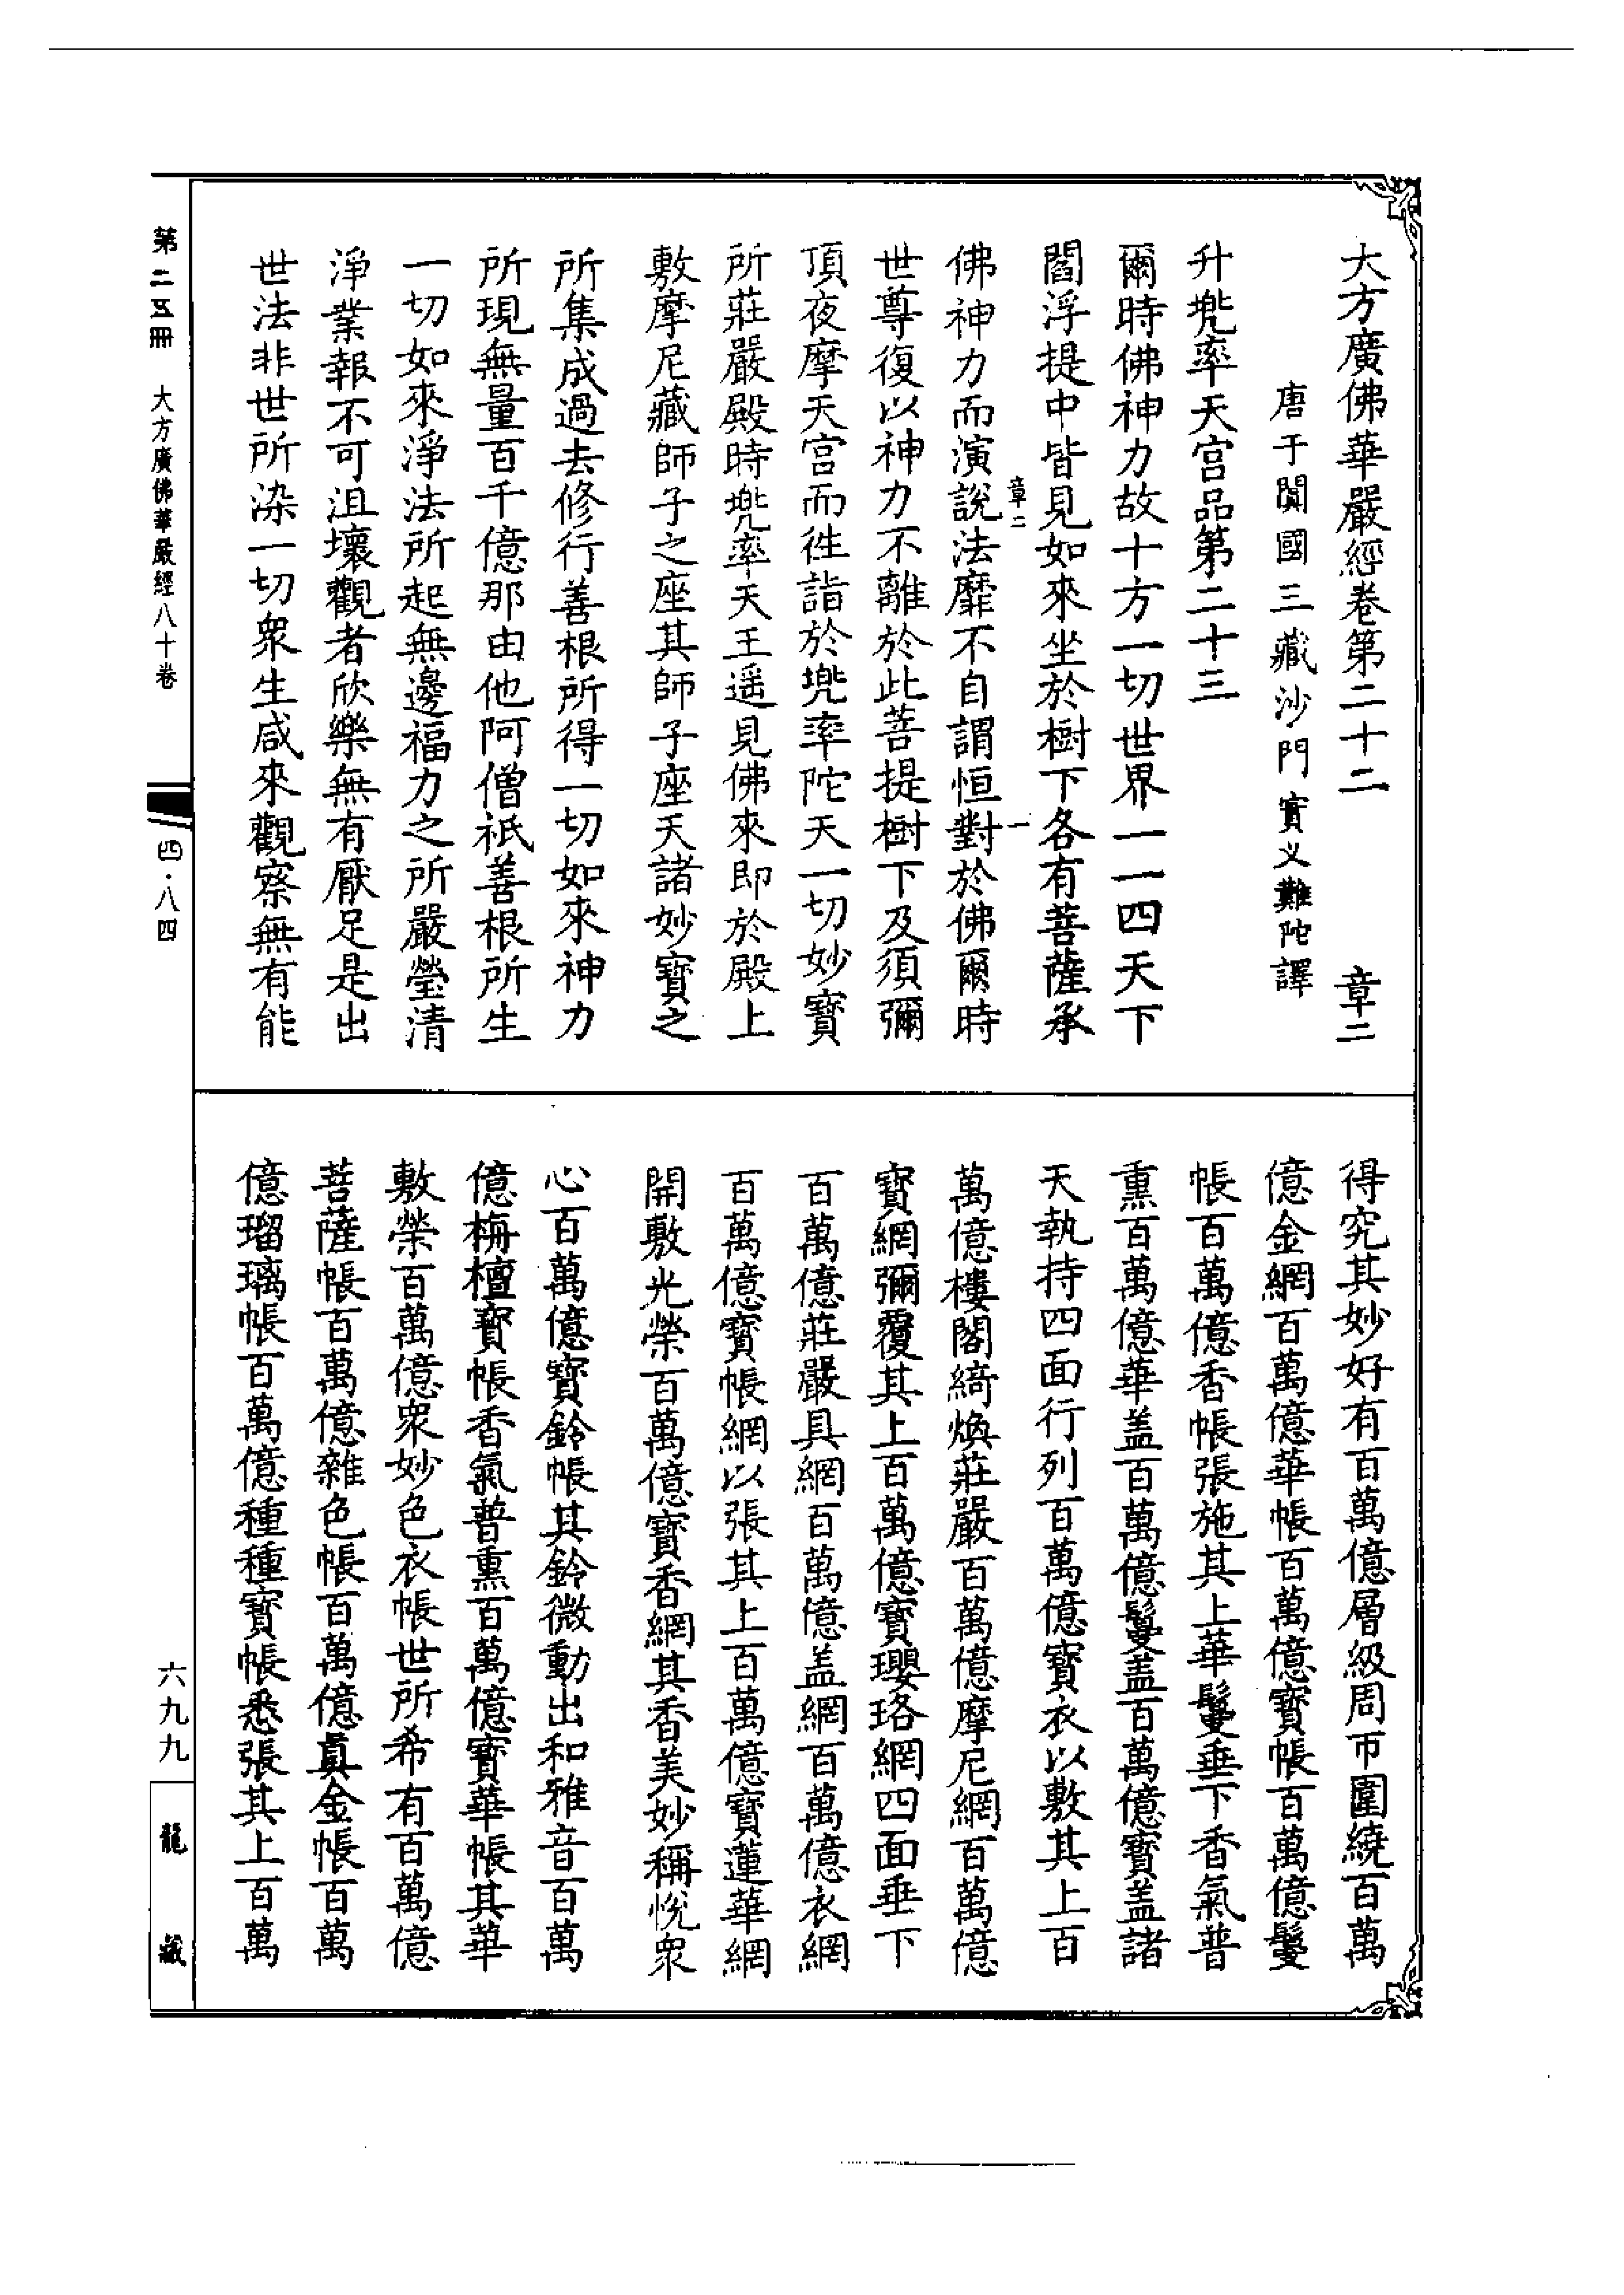 大方廣佛華嚴經卷第二十二 章二
唐于闐國三藏沙門實叉難陀譯
升兠率天宮品第二十三
爾時佛神力故十方一切世界一一四天下
閻浮提中皆見如來坐於樹下各有菩薩承
章二 一
佛神力而演說法靡不自謂恒對於佛爾時
世尊復以神力不離於此菩提樹下及須彌
頂夜摩天宮而徃詣於兠率陀天一切妙寶
所莊嚴殿時兠率天王遥見佛來即於殿上
敷摩尼藏師子之座其師子座天諸妙寶之
所集成過去修行善根所得一切如來神力
所現無量百千億那由他阿僧祇善根所生
一切如來淨法所起無邊福力之所嚴瑩清
淨業報不可沮壞觀者欣樂無有厭足是出
世法非世所染一切衆生咸來觀察無有能
得究其妙好有百萬億層級周帀圍繞百萬
億金網百萬億華帳百萬億寶帳百萬億鬘
帳百萬億香帳張施其上華鬘垂下香氣普
熏百萬億華盖百萬億鬘盖百萬億寶盖諸
天執持四面行列百萬億寶衣以敷其上百
萬億樓閣綺煥莊嚴百萬億摩尼網百萬億
寶網彌覆其上百萬億寶瓔珞網四面垂下
百萬億莊嚴具網百萬億盖網百萬億衣網
百萬億寶帳網以張其上百萬億寶蓮華網
開敷光榮百萬億寶香網其香美妙稱悅衆
心百萬億寶鈴帳其鈴微動出和雅音百萬
億栴檀寶帳香氣普熏百萬億寶華帳其華
敷榮百萬億衆妙色衣帳世所希有百萬億
菩薩帳百萬億雜色帳百萬億真金帳百萬
億瑠璃帳百萬億種種寶帳悉張其上百萬
第二五冊 大方廣佛華嚴經八十卷 四·八四 六九九 龍藏